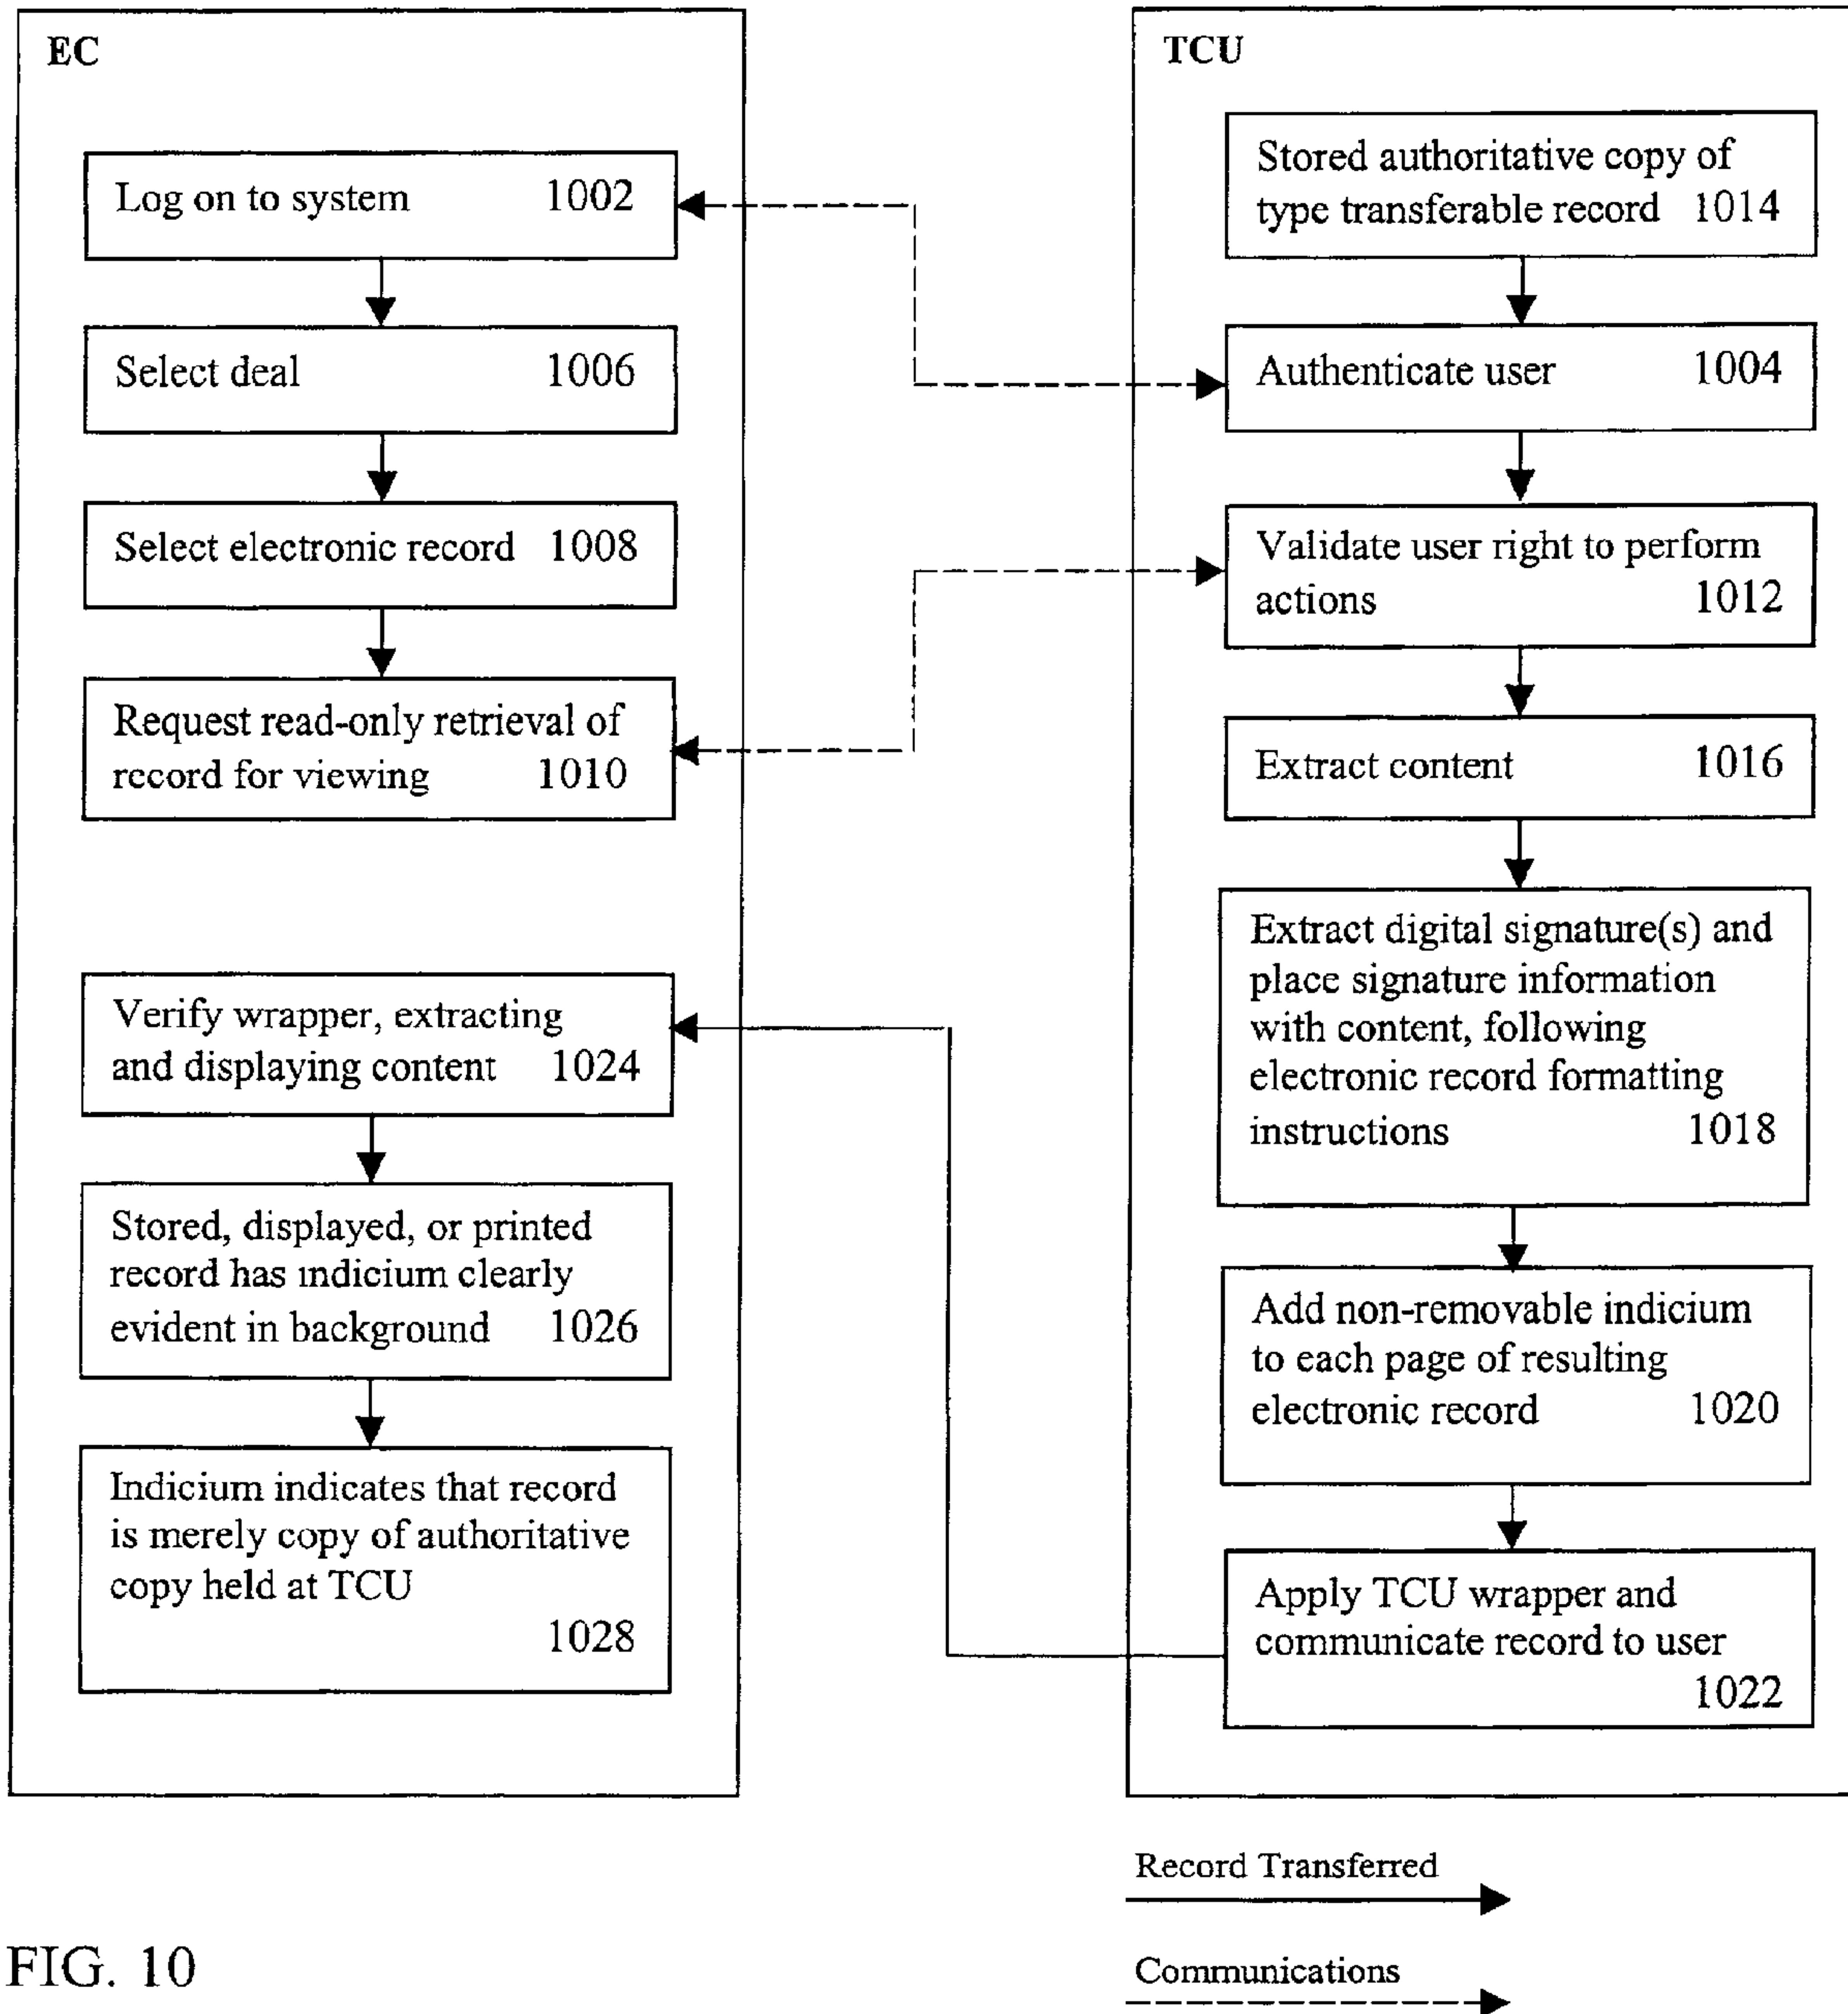 EC
Log on to system 1002
Select deal 1006
Select electronic record 1008
Request read-only retrieval of
record for viewing 1010
Verify wrapper, extracting
and displaying content 1024
Stored, displayed, or printed
record has indicium clearly
evident in background 1026
Indicium indicates that record
is merely copy of authoritative
copy held at TCU
1028
TCU
Stored authoritative copy of
type transferable record 1014
Authenticate user 1004
Validate user right to perform
actions 1012
Extract content 1016
Extract digital signature(s) and
place signature information
with content, following
electronic record formatting
instructions 1018
Add non-removable indicium
to each page of resulting
electronic record 1020
Apply TCU wrapper and
communicate record to user
1022
Record Transferred
Communications
FIG. 10